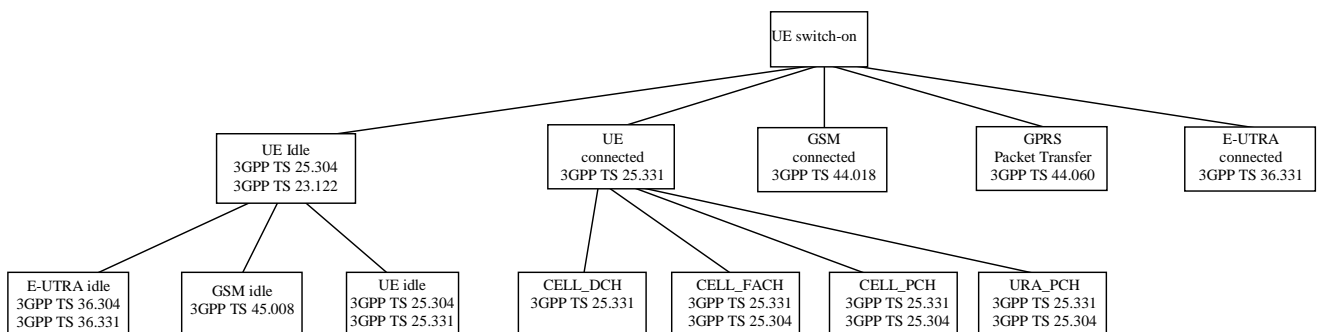 UE switch-on
UE Idle
3GPP TS 25.304
3GPP TS 23.122
UE
connected
3GPP TS 25.331
GSM
connected
3GPP TS 44.018
GPRS
Packet Transfer
3GPP TS 44.060
E-UTRA
connected
3GPP TS 36.331
E-UTRA idle
3GPP TS 36.304
3GPP TS 36.331
GSM idle
3GPP TS 45.008
UE idle
3GPP TS 25.304
3GPP TS 25.331
CELL_DCH
3GPP TS 25.331
CELL_FACH
3GPP TS 25.331
3GPP TS 25.304
CELL_PCH
3GPP TS 25.331
3GPP TS 25.304
URA_PCH
3GPP TS 25.331
3GPP TS 25.304